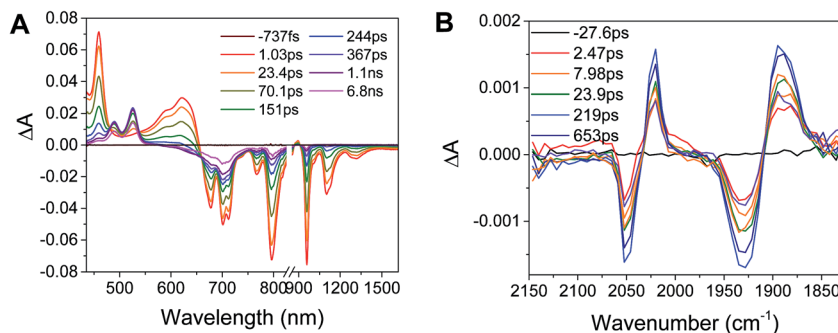 A
0.08
0.06
0.04
0.02
0.00
0.02
0.04
0.06
0.08
ΔA
-737fs
1.03ps
23.4ps
70.1ps
151ps
244ps
367ps
1.1ns
6.8ns
500 600 700 800 900 1200 1500
Wavelength (nm)
B
0.002
0.001
0.000
-0.001
ΔA
-27.6ps
2.47ps
7.98ps
23.9ps
219ps
653ps
2150 2100 2050 2000 1950 1900 1850
Wavenumber (cm⁻¹)